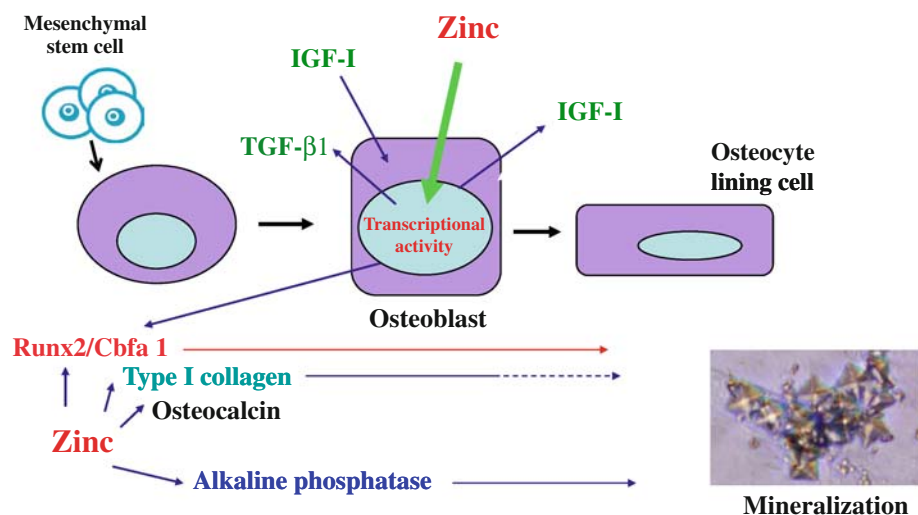 Mesenchymal
stem cell
Zinc
IGF-I
IGF-I
TGF-β1
Osteocyte
lining cell
Transcriptional
activity
Osteoblast
Runx2/Cbfa 1
Type I collagen
Osteocalcin
Zinc
Alkaline phosphatase
Mineralization